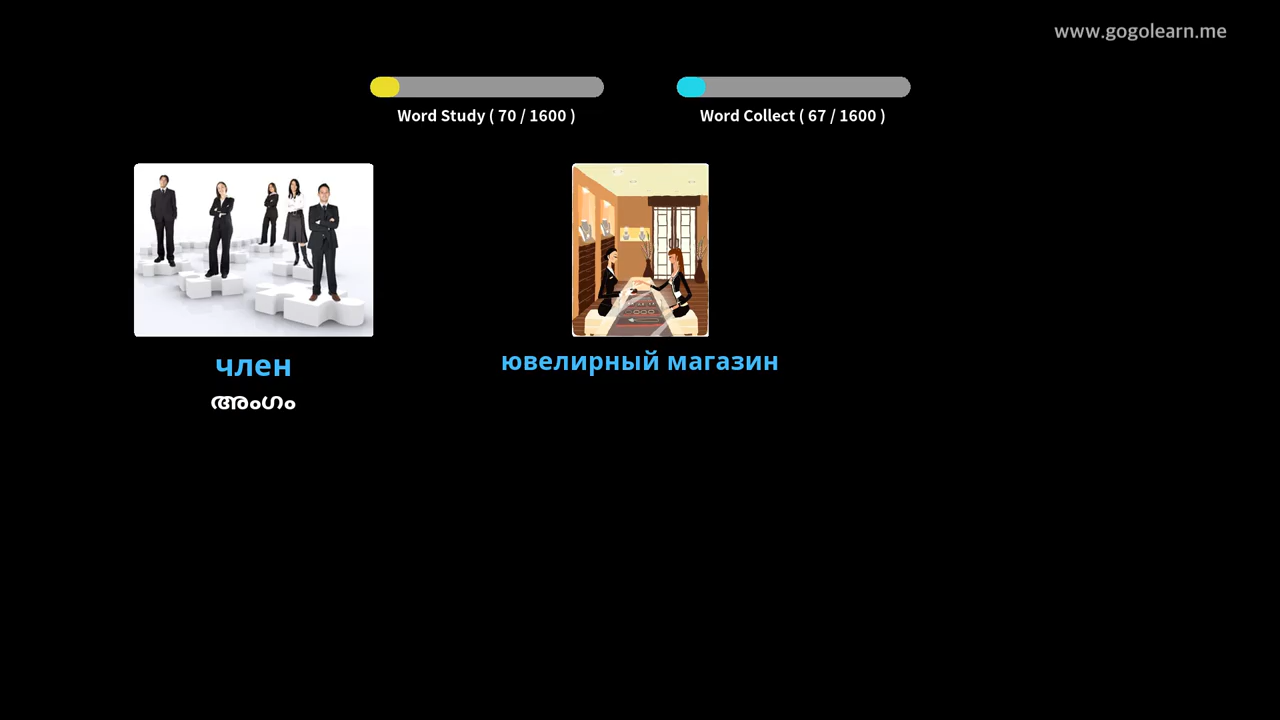 www.gogolearn.me
Word Study ( 70 / 1600 )
Word Collect ( 67 / 1600 )
член
അംഗം
ювелирный магазин